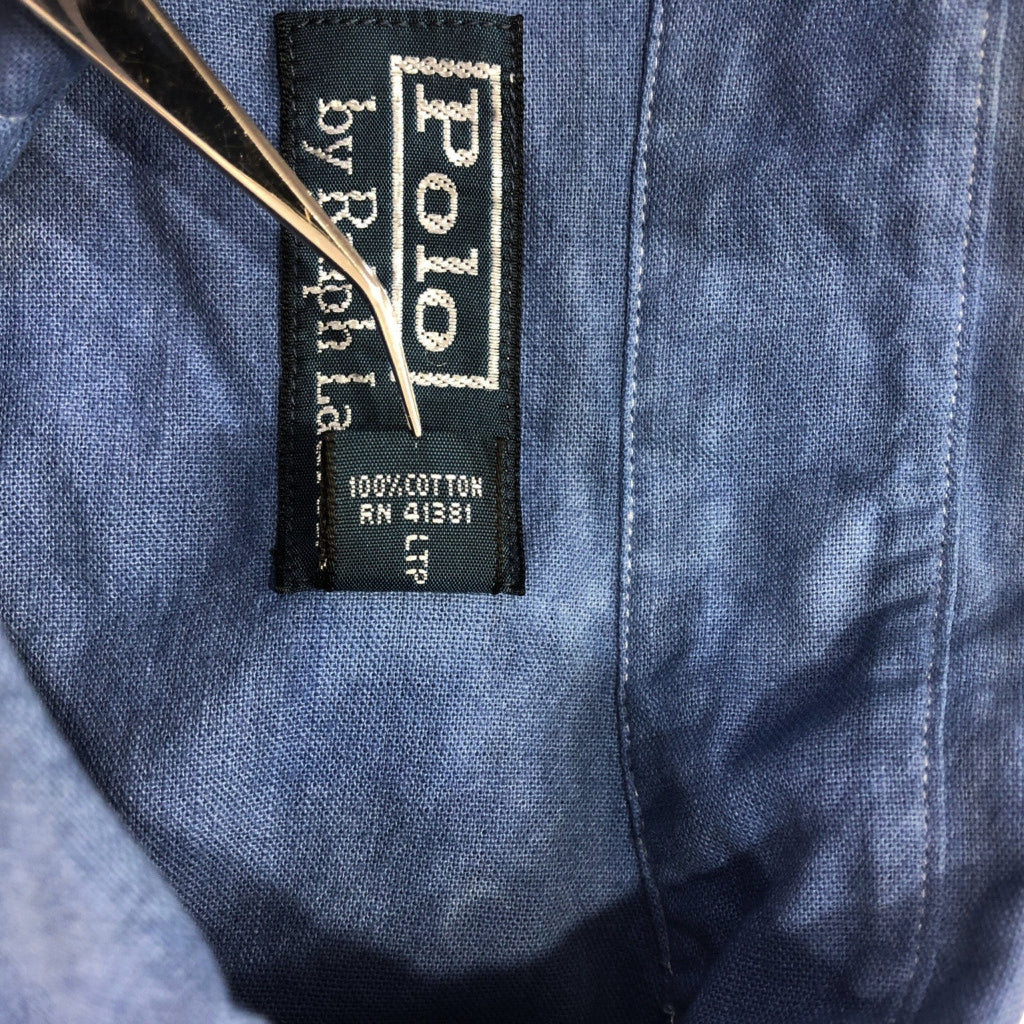 Polo
by Ralph La
100% COTTON
RN 41381
LTP